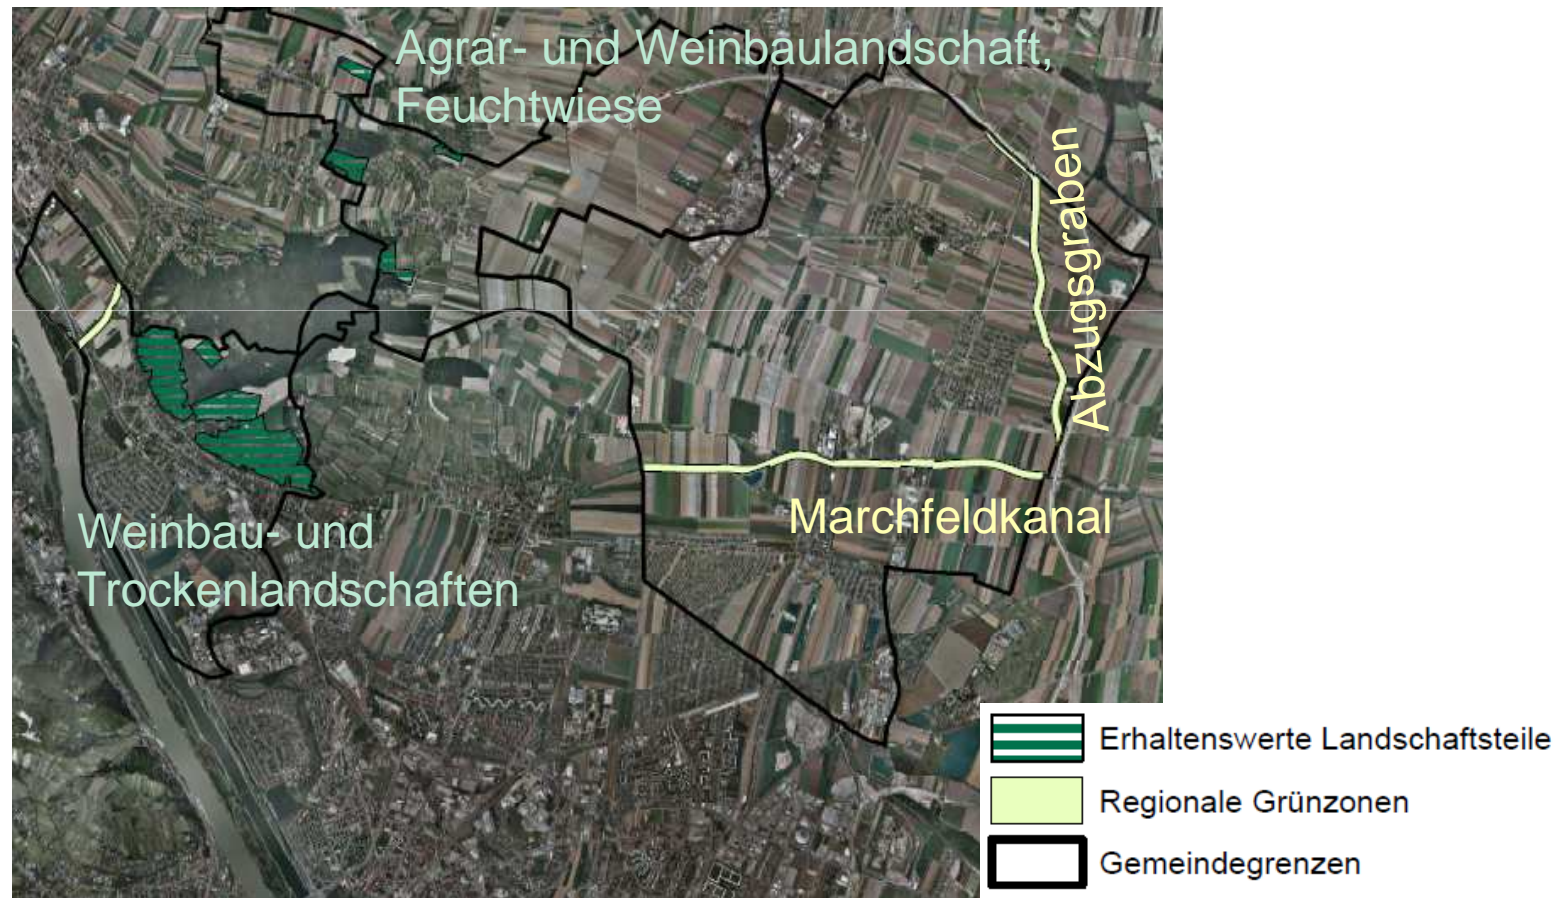 Agrar- und Weinbaulandschaft,
Feuchtwiese
Abzugsgraben
Marchfeldkanal
Weinbau- und
Trockenlandschaften
Erhaltenswerte Landschaftsteile
Regionale Grünzonen
Gemeindegrenzen